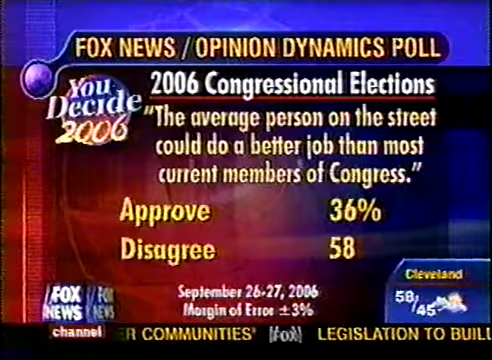 FOX NEWS / OPINION DYNAMICS POLL
You Decide 2006
2006 Congressional Elections
"The average person on the street
could do a better job than most
current members of Congress."
Approve 36%
Disagree 58
September 26-27, 2006
Margin of Error ±3%
Cleveland
58/45
FOX NEWS channel
FOX
R COMMUNITIES' FOX LEGISLATION TO BUIL